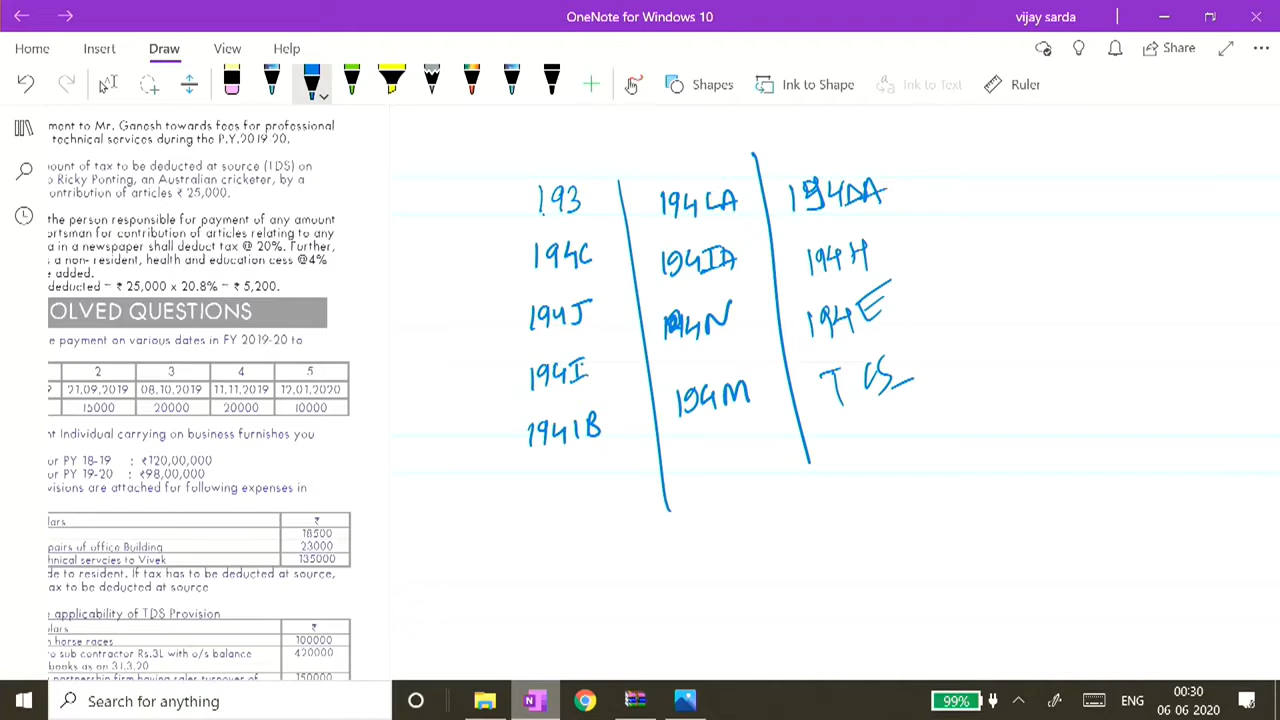 OneNote for Windows 10
vijay sarda
Home Insert Draw View Help
Share
Shapes Ink to Shape Ink to Text Ruler
ment to Mr. Ganesh towards fees for professional
technical services during the P.Y.2019-20.
ount of tax to be deducted at source (TDS) on
o Ricky Ponting, an Australian cricketer, by a
contribution of articles ₹ 25,000.
the person responsible for payment of any amount
ortsman for contribution of articles relating to any
a in a newspaper shall deduct tax @ 20%. Further,
s a non- resident, health and education cess @4%
e added.
deducted = ₹ 25,000 x 20.8% = ₹ 5,200.
OLVED QUESTIONS
e payment on various dates in FY 2019-20 to
2 3 4 5
9 21.09.2019 08.10.2019 11.11.2019 12.01.2020
15000 20000 20000 10000
nt Individual carrying on business furnishes you
or PY 18-19 : ₹120,00,000
or PY 19-20 : ₹98,00,000
visions are attached for following expenses in
lars ₹
18500
pairs of office Building 23000
hnical servcies to Vivek 135000
de to resident. If tax has to be deducted at source,
ax to be deducted at source
e applicability of TDS Provision
lars ₹
n horse races 100000
to sub contractor Rs.3L with o/s balance 420000
books as on 31.3.20
partnership firm having sales turnover of 150000
193 194LA 194DA
194C 194IA 194H
194J 194N 194E
194I 194M TCS
194IB
Search for anything
99%
ENG
00:30
06-06-2020